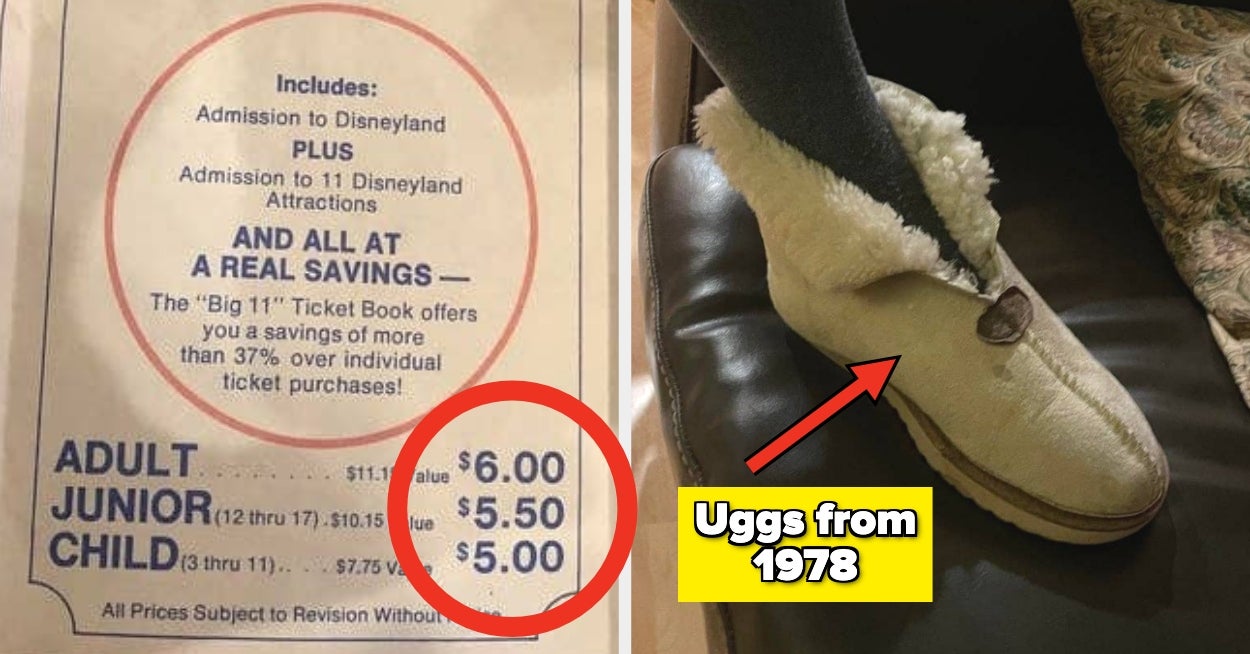 Includes:
Admission to Disneyland
PLUS
Admission to 11 Disneyland
Attractions
AND ALL AT
A REAL SAVINGS —
The "Big 11" Ticket Book offers
you a savings of more
than 37% over individual
ticket purchases!
ADULT . . . . . . . . $6.00
JUNIOR (12 thru 17) . $10.15 $5.50
CHILD (3 thru 11) . . . . $7.75 $5.00
All Prices Subject to Revision Without
Uggs from
1978